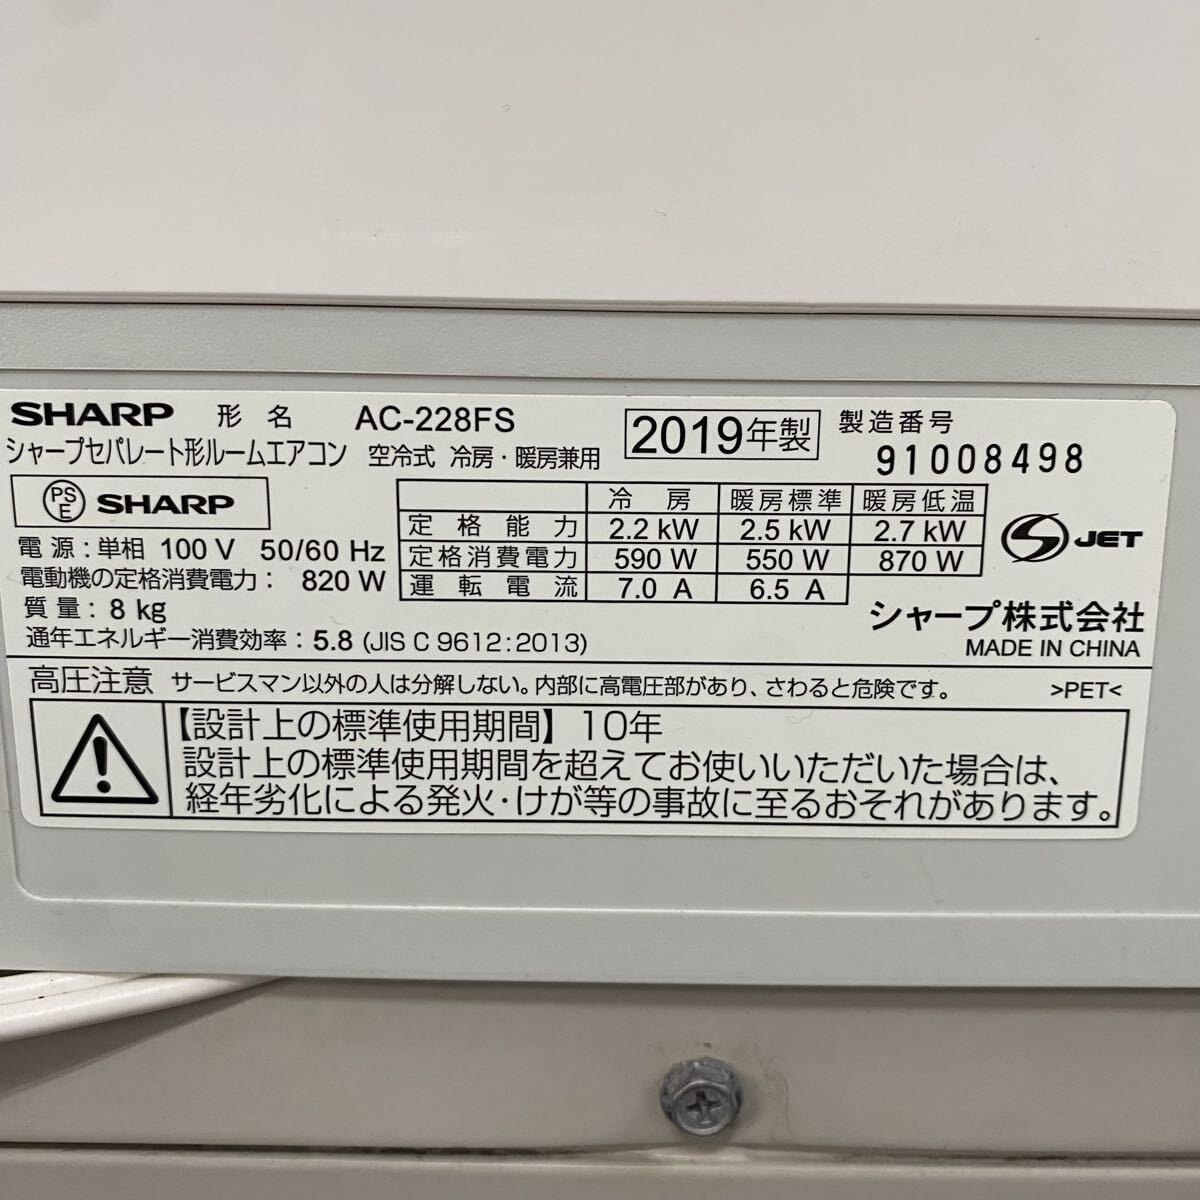 SHARP 形名 AC-228FS 2019年製 製造番号 91008498
シャープセパレート形ルームエアコン 空冷式 冷房・暖房兼用
PSE SHARP
冷房 暖房標準 暖房低温
定格能力 2.2 kW 2.5 kW 2.7 kW
定格消費電力 590 W 550 W 870 W
運転電流 7.0 A 6.5 A
電源:単相 100 V 50/60 Hz
電動機の定格消費電力: 820 W
質量:8 kg
通年エネルギー消費効率:5.8 (JIS C 9612:2013)
JET
シャープ株式会社
MADE IN CHINA
高圧注意 サービスマン以外の人は分解しない。内部に高電圧部があり、さわると危険です。 >PET<
【設計上の標準使用期間】10年
設計上の標準使用期間を超えてお使いいただいた場合は、
経年劣化による発火・けが等の事故に至るおそれがあります。